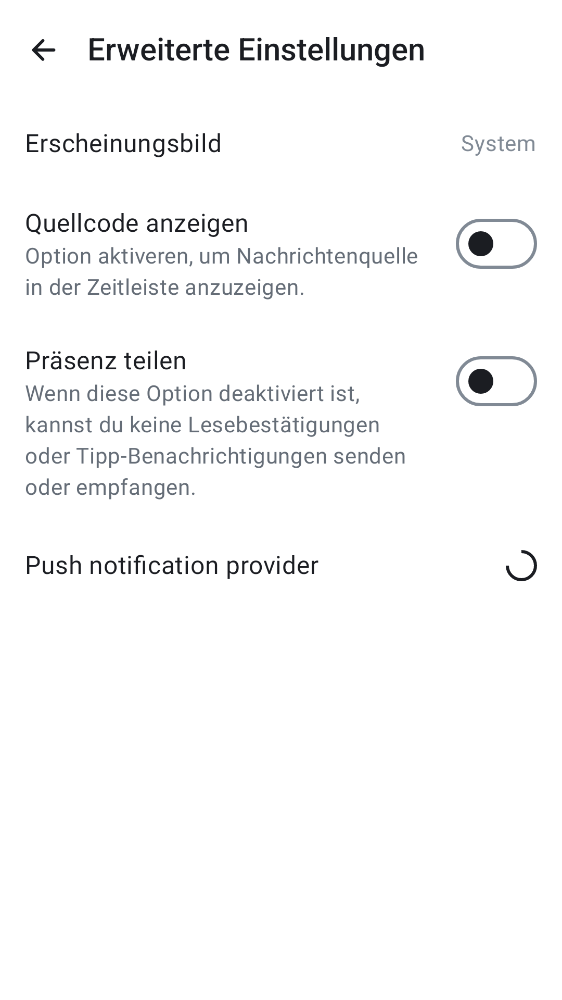 Erweiterte Einstellungen
Erscheinungsbild System
Quellcode anzeigen
Option aktiveren, um Nachrichtenquelle
in der Zeitleiste anzuzeigen.
Präsenz teilen
Wenn diese Option deaktiviert ist,
kannst du keine Lesebestätigungen
oder Tipp-Benachrichtigungen senden
oder empfangen.
Push notification provider